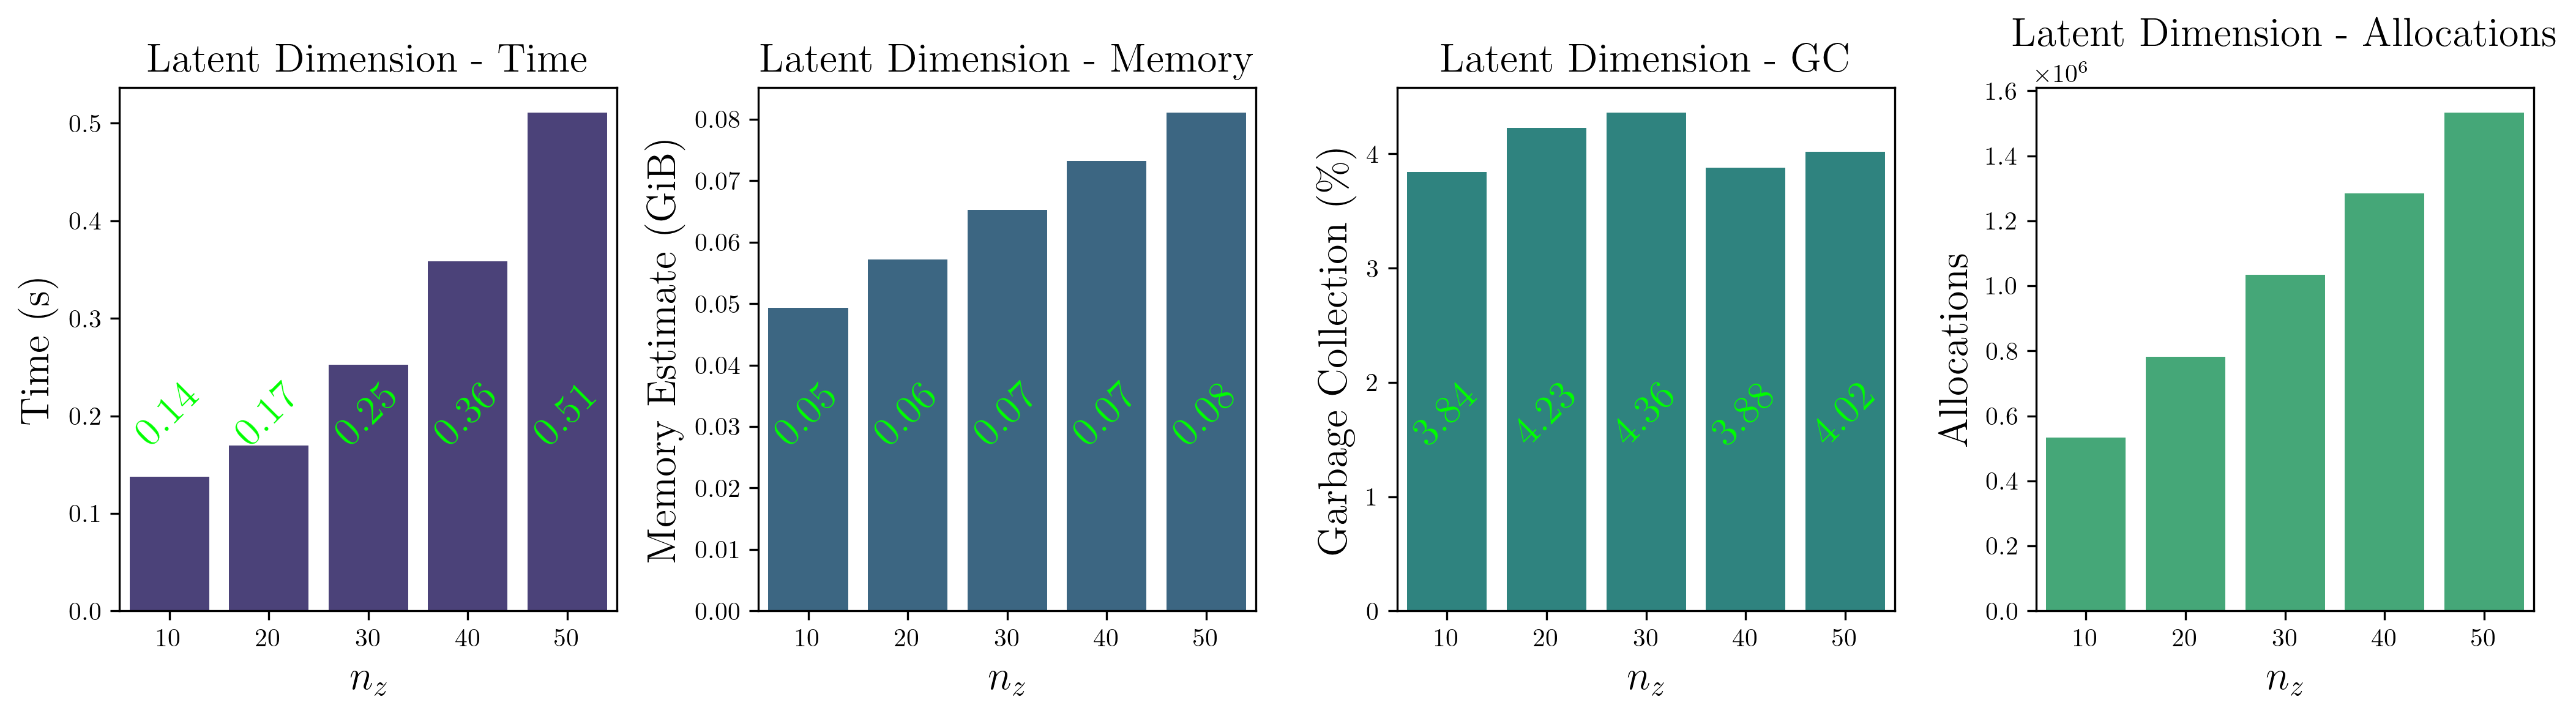 Latent Dimension - Time
Time (s)
0.5
0.4
0.3
0.2
0.1
0.0
0.14
0.17
0.25
0.36
0.51
10 20 30 40 50
n_z
Latent Dimension - Memory
Memory Estimate (GiB)
0.08
0.07
0.06
0.05
0.04
0.03
0.02
0.01
0.00
0.05
0.06
0.07
0.07
0.08
10 20 30 40 50
n_z
Latent Dimension - GC
Garbage Collection (%)
4
3
2
1
0
3.84
4.23
4.36
3.88
4.02
10 20 30 40 50
n_z
Latent Dimension - Allocations
×10⁶
Allocations
1.6
1.4
1.2
1.0
0.8
0.6
0.4
0.2
0.0
10 20 30 40 50
n_z